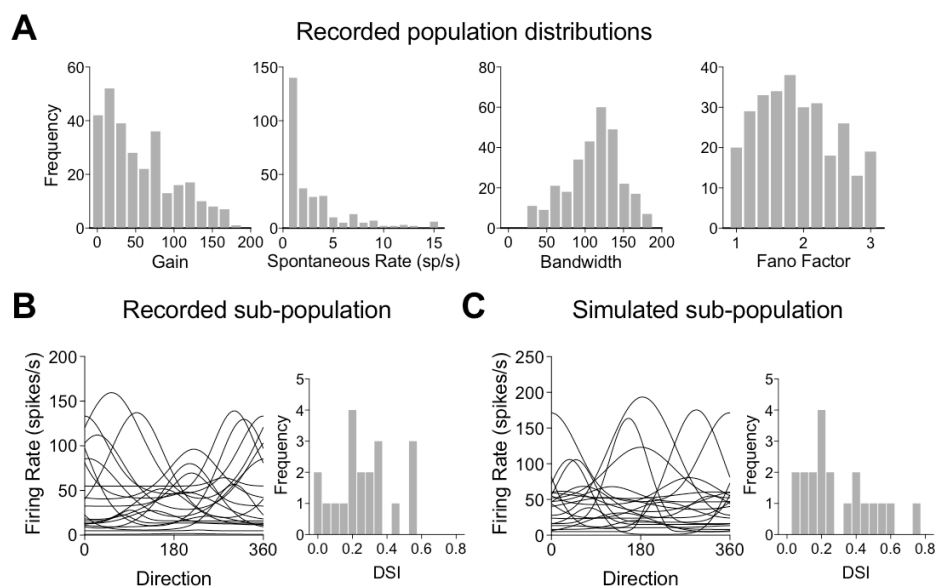 A
Recorded population distributions
Frequency
60
40
20
0
0 50 100 150 200
Gain
150
100
50
0
0 5 10 15
Spontaneous Rate (sp/s)
80
60
40
20
0
0 50 100 150 200
Bandwidth
40
30
20
10
0
1 2 3
Fano Factor
B
Recorded sub-population
Firing Rate (spikes/s)
200
150
100
50
0
0 180 360
Direction
Frequency
5
4
3
2
1
0
0.0 0.2 0.4 0.6 0.8
DSI
C
Simulated sub-population
Firing Rate (spikes/s)
250
200
150
100
50
0
0 180 360
Direction
Frequency
5
4
3
2
1
0
0.0 0.2 0.4 0.6 0.8
DSI